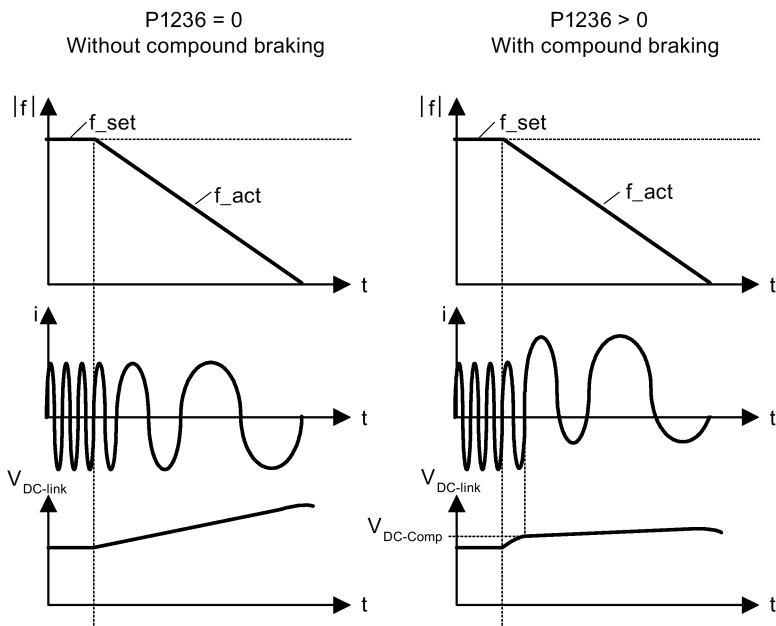 P1236 = 0
Without compound braking
|f|
f_set
f_act
t
i
t
V DC-link
t
P1236 > 0
With compound braking
|f|
f_set
f_act
t
i
t
V DC-link
V DC-Comp
t